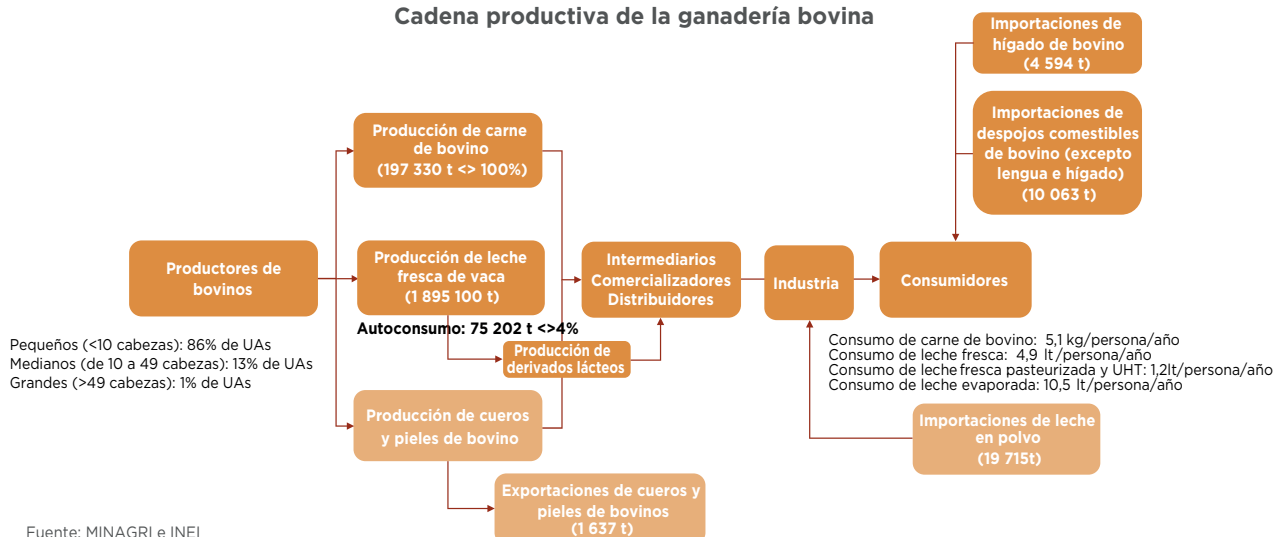 Cadena productiva de la ganadería bovina
Importaciones de
hígado de bovino
(4 594 t)
Importaciones de
despojos comestibles
de bovino (excepto
lengua e hígado)
(10 063 t)
Producción de carne
de bovino
(197 330 t <> 100%)
Productores de
bovinos
Producción de leche
fresca de vaca
(1 895 100 t)
Intermediarios
Comercializadores
Distribuidores
Industria
Consumidores
Autoconsumo: 75 202 t <>4%
Pequeños (<10 cabezas): 86% de UAs
Medianos (de 10 a 49 cabezas): 13% de UAs
Grandes (>49 cabezas): 1% de UAs
Producción de
derivados lácteos
Consumo de carne de bovino: 5,1 kg/persona/año
Consumo de leche fresca: 4,9 lt/persona/año
Consumo de leche fresca pasteurizada y UHT: 1,2lt/persona/año
Consumo de leche evaporada: 10,5 lt/persona/año
Producción de cueros
y pieles de bovino
Importaciones de leche
en polvo
(19 715t)
Exportaciones de cueros y
pieles de bovinos
(1 637 t)
Fuente: MINAGRI e INEI